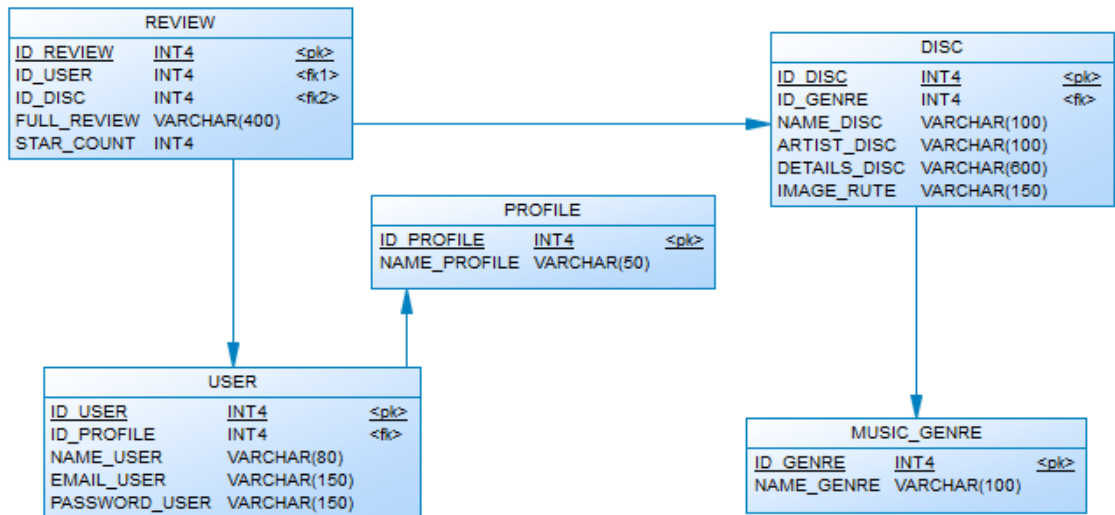 REVIEW
ID_REVIEW INT4 <pk>
ID_USER INT4 <fk1>
ID_DISC INT4 <fk2>
FULL_REVIEW VARCHAR(400)
STAR_COUNT INT4
DISC
ID_DISC INT4 <pk>
ID_GENRE INT4 <fk>
NAME_DISC VARCHAR(100)
ARTIST_DISC VARCHAR(100)
DETAILS_DISC VARCHAR(600)
IMAGE_RUTE VARCHAR(150)
PROFILE
ID_PROFILE INT4 <pk>
NAME_PROFILE VARCHAR(50)
USER
ID_USER INT4 <pk>
ID_PROFILE INT4 <fk>
NAME_USER VARCHAR(80)
EMAIL_USER VARCHAR(150)
PASSWORD_USER VARCHAR(150)
MUSIC_GENRE
ID_GENRE INT4 <pk>
NAME_GENRE VARCHAR(100)